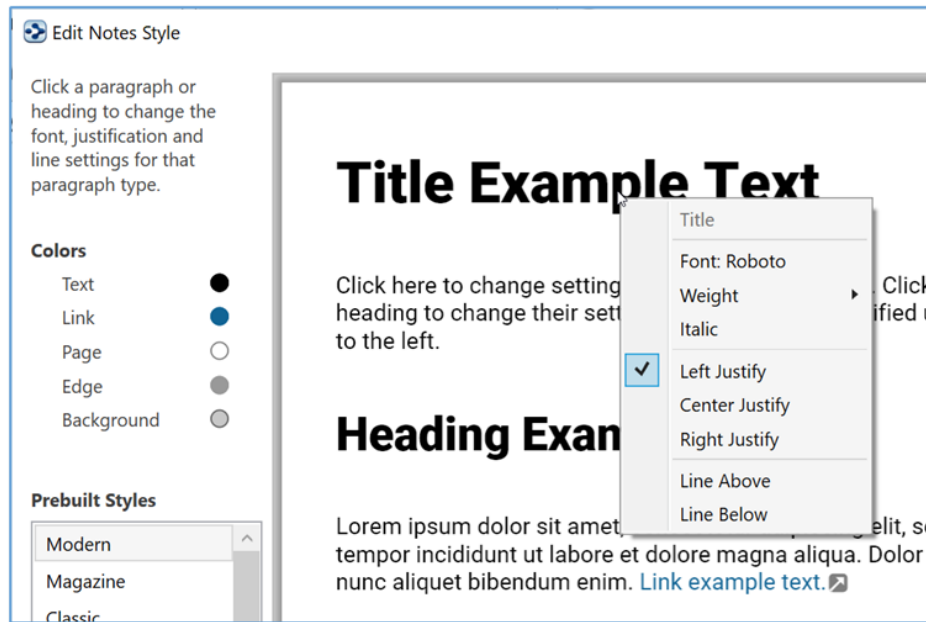 Edit Notes Style
Click a paragraph or
heading to change the
font, justification and
line settings for that
paragraph type.
Colors
Text
Link
Page
Edge
Background
Prebuilt Styles
Modern
Magazine
Classic
Title Example Text
Click here to change setting . Click
heading to change their sett ified
to the left.
Heading Exam
Lorem ipsum dolor sit amet, elit,
tempor incididunt ut labore et dolore magna aliqua. Dolor
nunc aliquet bibendum enim. Link example text.
Title
Font: Roboto
Weight
Italic
Left Justify
Center Justify
Right Justify
Line Above
Line Below